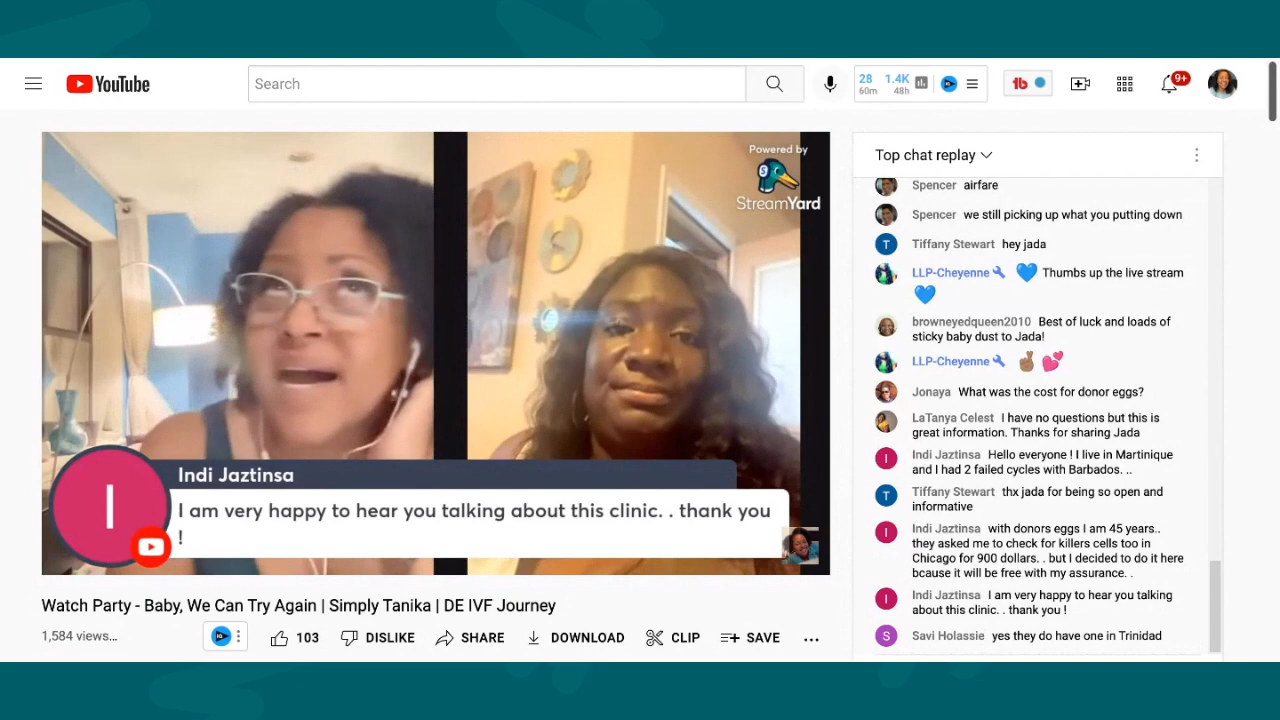 YouTube
Search
28
60m
1.4K
48h
9+
Powered by
StreamYard
Indi Jaztinsa
I
I am very happy to hear you talking about this clinic. . thank you
!
Watch Party - Baby, We Can Try Again | Simply Tanika | DE IVF Journey
1,584 views...
103
DISLIKE
SHARE
DOWNLOAD
CLIP
SAVE
Top chat replay
Spencer airfare
Spencer we still picking up what you putting down
T
Tiffany Stewart hey jada
LLP-Cheyenne 💙 Thumbs up the live stream
💙
browneyedqueen2010 Best of luck and loads of
sticky baby dust to Jada!
LLP-Cheyenne 🤞🏽 💕
Jonaya What was the cost for donor eggs?
LaTanya Celest I have no questions but this is
great information. Thanks for sharing Jada
I
Indi Jaztinsa Hello everyone ! I live in Martinique
and I had 2 failed cycles with Barbados. ..
T
Tiffany Stewart thx jada for being so open and
informative
I
Indi Jaztinsa with donors eggs I am 45 years..
they asked me to check for killers cells too in
Chicago for 900 dollars. . but I decided to do it here
bcause it will be free with my assurance. .
I
Indi Jaztinsa I am very happy to hear you talking
about this clinic. . thank you !
S
Savi Holassie yes they do have one in Trinidad